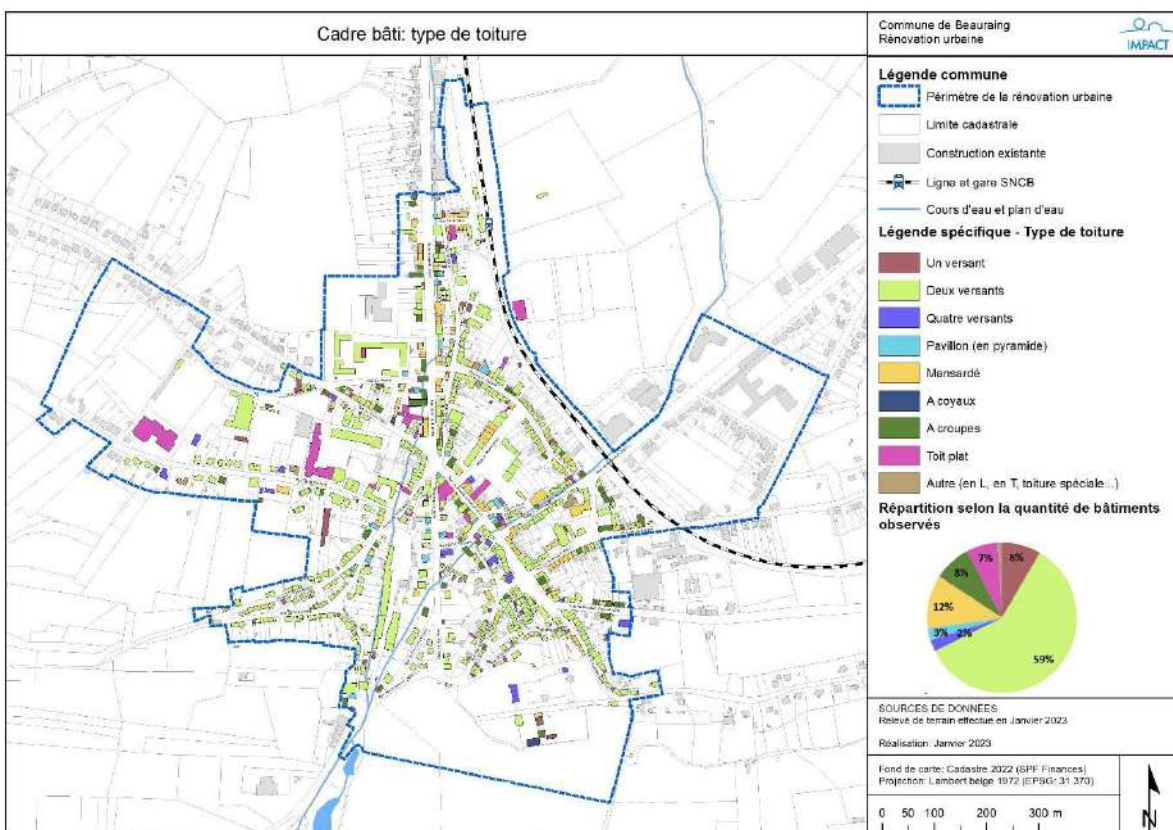 Cadre bâti: type de toiture
Commune de Beauraing
Rénovation urbaine
IMPACT
Légende commune
Périmètre de la rénovation urbaine
Limite cadastrale
Construction existante
Ligne et gare SNCB
Cours d'eau et plan d'eau
Légende spécifique - Type de toiture
Un versant
Deux versants
Quatre versants
Pavillon (en pyramide)
Mansardé
A coyaux
A croupes
Toit plat
Autre (en L, en T, toiture spéciale...)
Répartition selon la quantité de bâtiments
observés
7%
8%
8%
12%
3%
2%
59%
SOURCES DE DONNÉES
Relevé de terrain effectué en Janvier 2023
Réalisation: Janvier 2023
Fond de carte: Cadastre 2022 (SPF Finances)
Projection: Lambert belge 1972 (EPSG: 31 370)
0 50 100 200 300 m
N